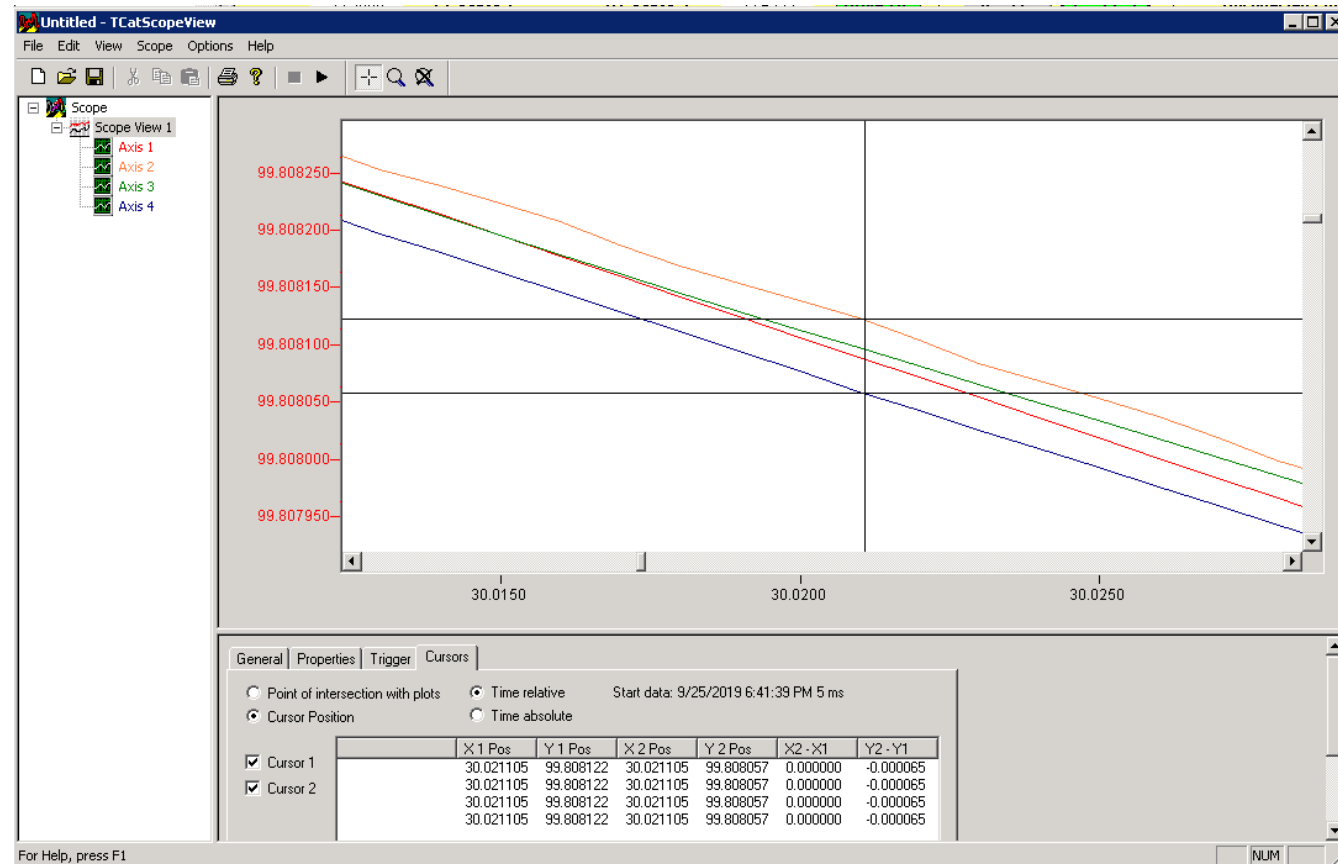 Untitled - TCatScopeView
File Edit View Scope Options Help
Scope
Scope View 1
Axis 1
Axis 2
Axis 3
Axis 4
99.808250
99.808200
99.808150
99.808100
99.808050
99.808000
99.807950
30.0150 30.0200 30.0250
General Properties Trigger Cursors
Point of intersection with plots Time relative Start data: 9/25/2019 6:41:39 PM 5 ms
Cursor Position Time absolute
X 1 Pos Y 1 Pos X 2 Pos Y 2 Pos X2 - X1 Y2 - Y1
Cursor 1 30.021105 99.808122 30.021105 99.808057 0.000000 -0.000065
Cursor 2 30.021105 99.808122 30.021105 99.808057 0.000000 -0.000065
30.021105 99.808122 30.021105 99.808057 0.000000 -0.000065
30.021105 99.808122 30.021105 99.808057 0.000000 -0.000065
For Help, press F1 NUM